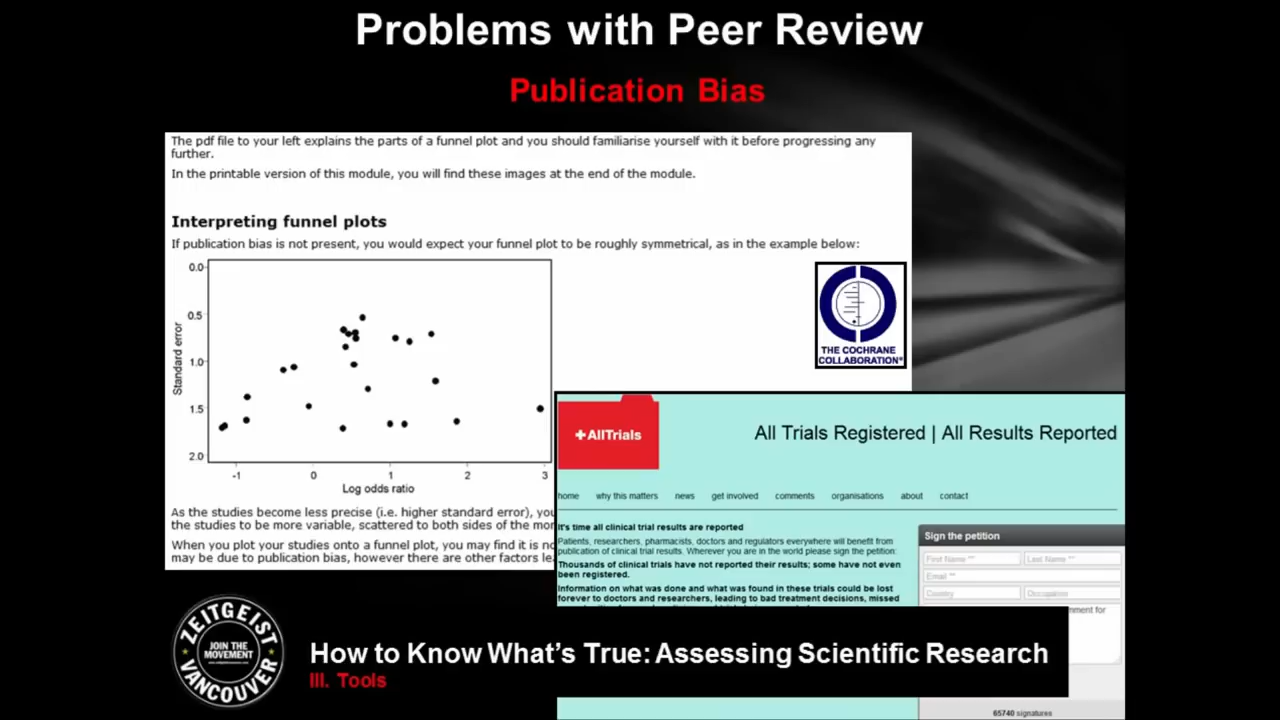 Problems with Peer Review
Publication Bias
The pdf file to your left explains the parts of a funnel plot and you should familiarise yourself with it before progressing any
further.
In the printable version of this module, you will find these images at the end of the module.
Interpreting funnel plots
If publication bias is not present, you would expect your funnel plot to be roughly symmetrical, as in the example below:
0.0
0.5
1.0
1.5
2.0
Standard error
-1 0 1 2 3
Log odds ratio
As the studies become less precise (i.e. higher standard error), you
the studies to be more variable, scattered to both sides of the mor
When you plot your studies onto a funnel plot, you may find it is no
may be due to publication bias, however there are other factors lea
THE COCHRANE
COLLABORATION®
+AllTrials
All Trials Registered | All Results Reported
home why this matters news get involved comments organisations about contact
It's time all clinical trial results are reported
Patients, researchers, pharmacists, doctors and regulators everywhere will benefit from
publication of clinical trial results. Wherever you are in the world please sign the petition:
Thousands of clinical trials have not reported their results; some have not even
been registered.
Information on what was done and what was found in these trials could be lost
forever to doctors and researchers, leading to bad treatment decisions, missed
Sign the petition
First Name ** Last Name **
Email **
Country Occupation
mment for
65740 signatures
ZEITGEIST
JOIN THE
MOVEMENT
VANCOUVER
How to Know What's True: Assessing Scientific Research
III. Tools